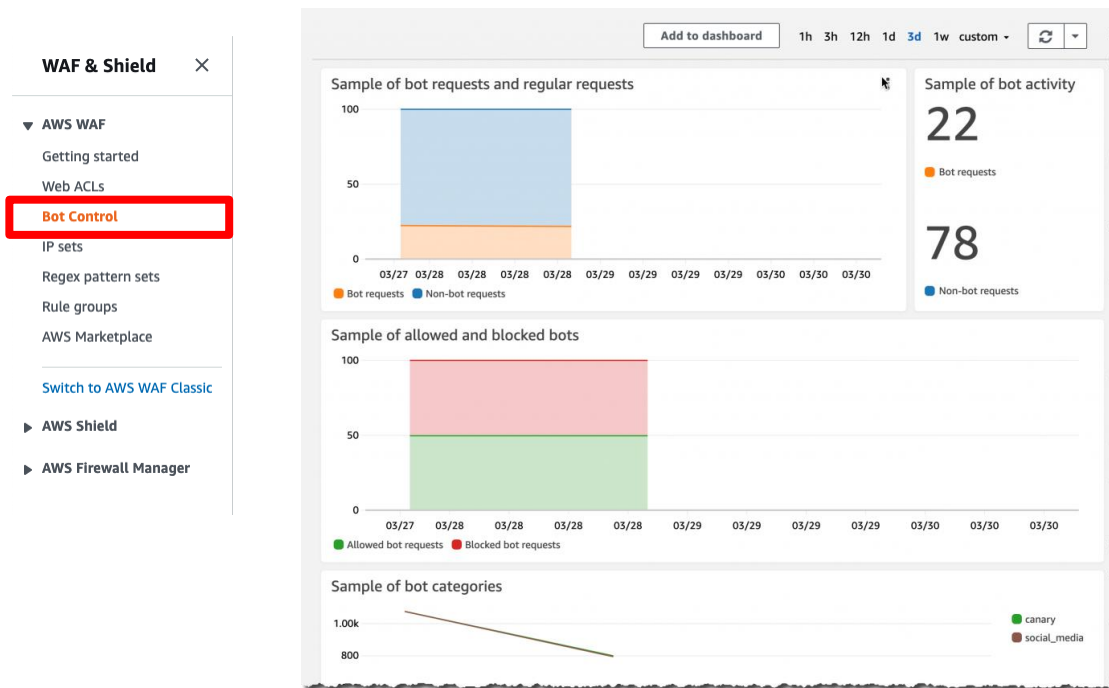 WAF & Shield
AWS WAF
Getting started
Web ACLs
Bot Control
IP sets
Regex pattern sets
Rule groups
AWS Marketplace
Switch to AWS WAF Classic
AWS Shield
AWS Firewall Manager
Add to dashboard 1h 3h 12h 1d 3d 1w custom
Sample of bot requests and regular requests
100
50
0
03/27 03/28 03/28 03/28 03/28 03/29 03/29 03/29 03/29 03/30 03/30 03/30
Bot requests Non-bot requests
Sample of bot activity
22
Bot requests
78
Non-bot requests
Sample of allowed and blocked bots
100
50
0
03/27 03/28 03/28 03/28 03/28 03/29 03/29 03/29 03/29 03/30 03/30 03/30
Allowed bot requests Blocked bot requests
Sample of bot categories
1.00k
800
canary
social_media